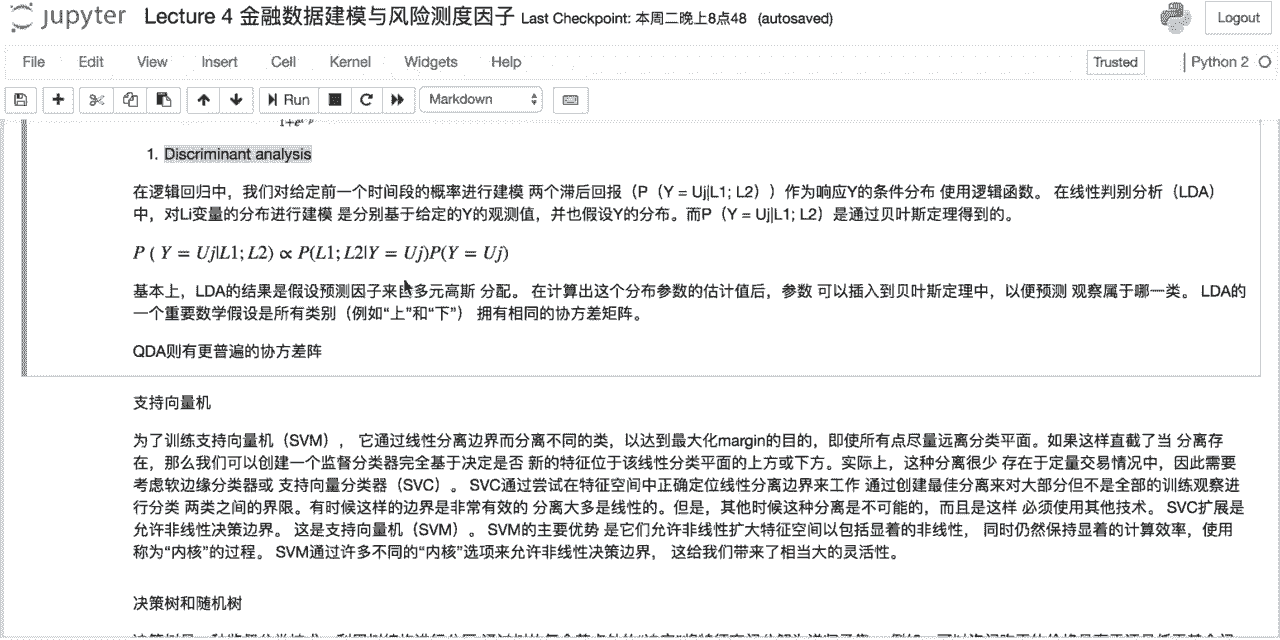 jupyter Lecture 4 金融数据建模与风险测度因子 Last Checkpoint: 本周二晚上8点48 (autosaved)
Logout
File Edit View Insert Cell Kernel Widgets Help
Trusted
Python 2
Run
Markdown
1. Discriminant analysis
在逻辑回归中，我们对给定前一个时间段的概率进行建模 两个滞后回报（P（Y = Uj|L1; L2））作为响应Y的条件分布 使用逻辑函数。 在线性判别分析（LDA）
中，对Li变量的分布进行建模 是分别基于给定的Y的观测值，并也假设Y的分布。而P（Y = Uj|L1; L2）是通过贝叶斯定理得到的。
P ( Y = Uj|L1; L2) ∝ P(L1; L2|Y = Uj)P(Y = Uj)
基本上，LDA的结果是假设预测因子来自多元高斯 分配。 在计算出这个分布参数的估计值后，参数 可以插入到贝叶斯定理中，以便预测 观察属于哪一类。 LDA的
一个重要数学假设是所有类别（例如“上”和“下”） 拥有相同的协方差矩阵。
QDA则有更普遍的协方差阵
支持向量机
为了训练支持向量机（SVM）， 它通过线性分离边界而分离不同的类，以达到最大化margin的目的，即使所有点尽量远离分类平面。如果这样直截了当 分离存
在，那么我们可以创建一个监督分类器完全基于决定是否 新的特征位于该线性分类平面的上方或下方。实际上，这种分离很少 存在于定量交易情况中，因此需要
考虑软边缘分类器或 支持向量分类器（SVC）。 SVC通过尝试在特征空间中正确定位线性分离边界来工作 通过创建最佳分离来对大部分但不是全部的训练观察进
行分类 两类之间的界限。有时候这样的边界是非常有效的 分离大多是线性的。但是，其他时候这种分离是不可能的，而且是这样 必须使用其他技术。 SVC扩展是
允许非线性决策边界。 这是支持向量机（SVM）。 SVM的主要优势 是它们允许非线性扩大特征空间以包括显着的非线性， 同时仍然保持显着的计算效率，使用
称为“内核”的过程。 SVM通过许多不同的“内核”选项来允许非线性决策边界， 这给我们带来了相当大的灵活性。
决策树和随机树